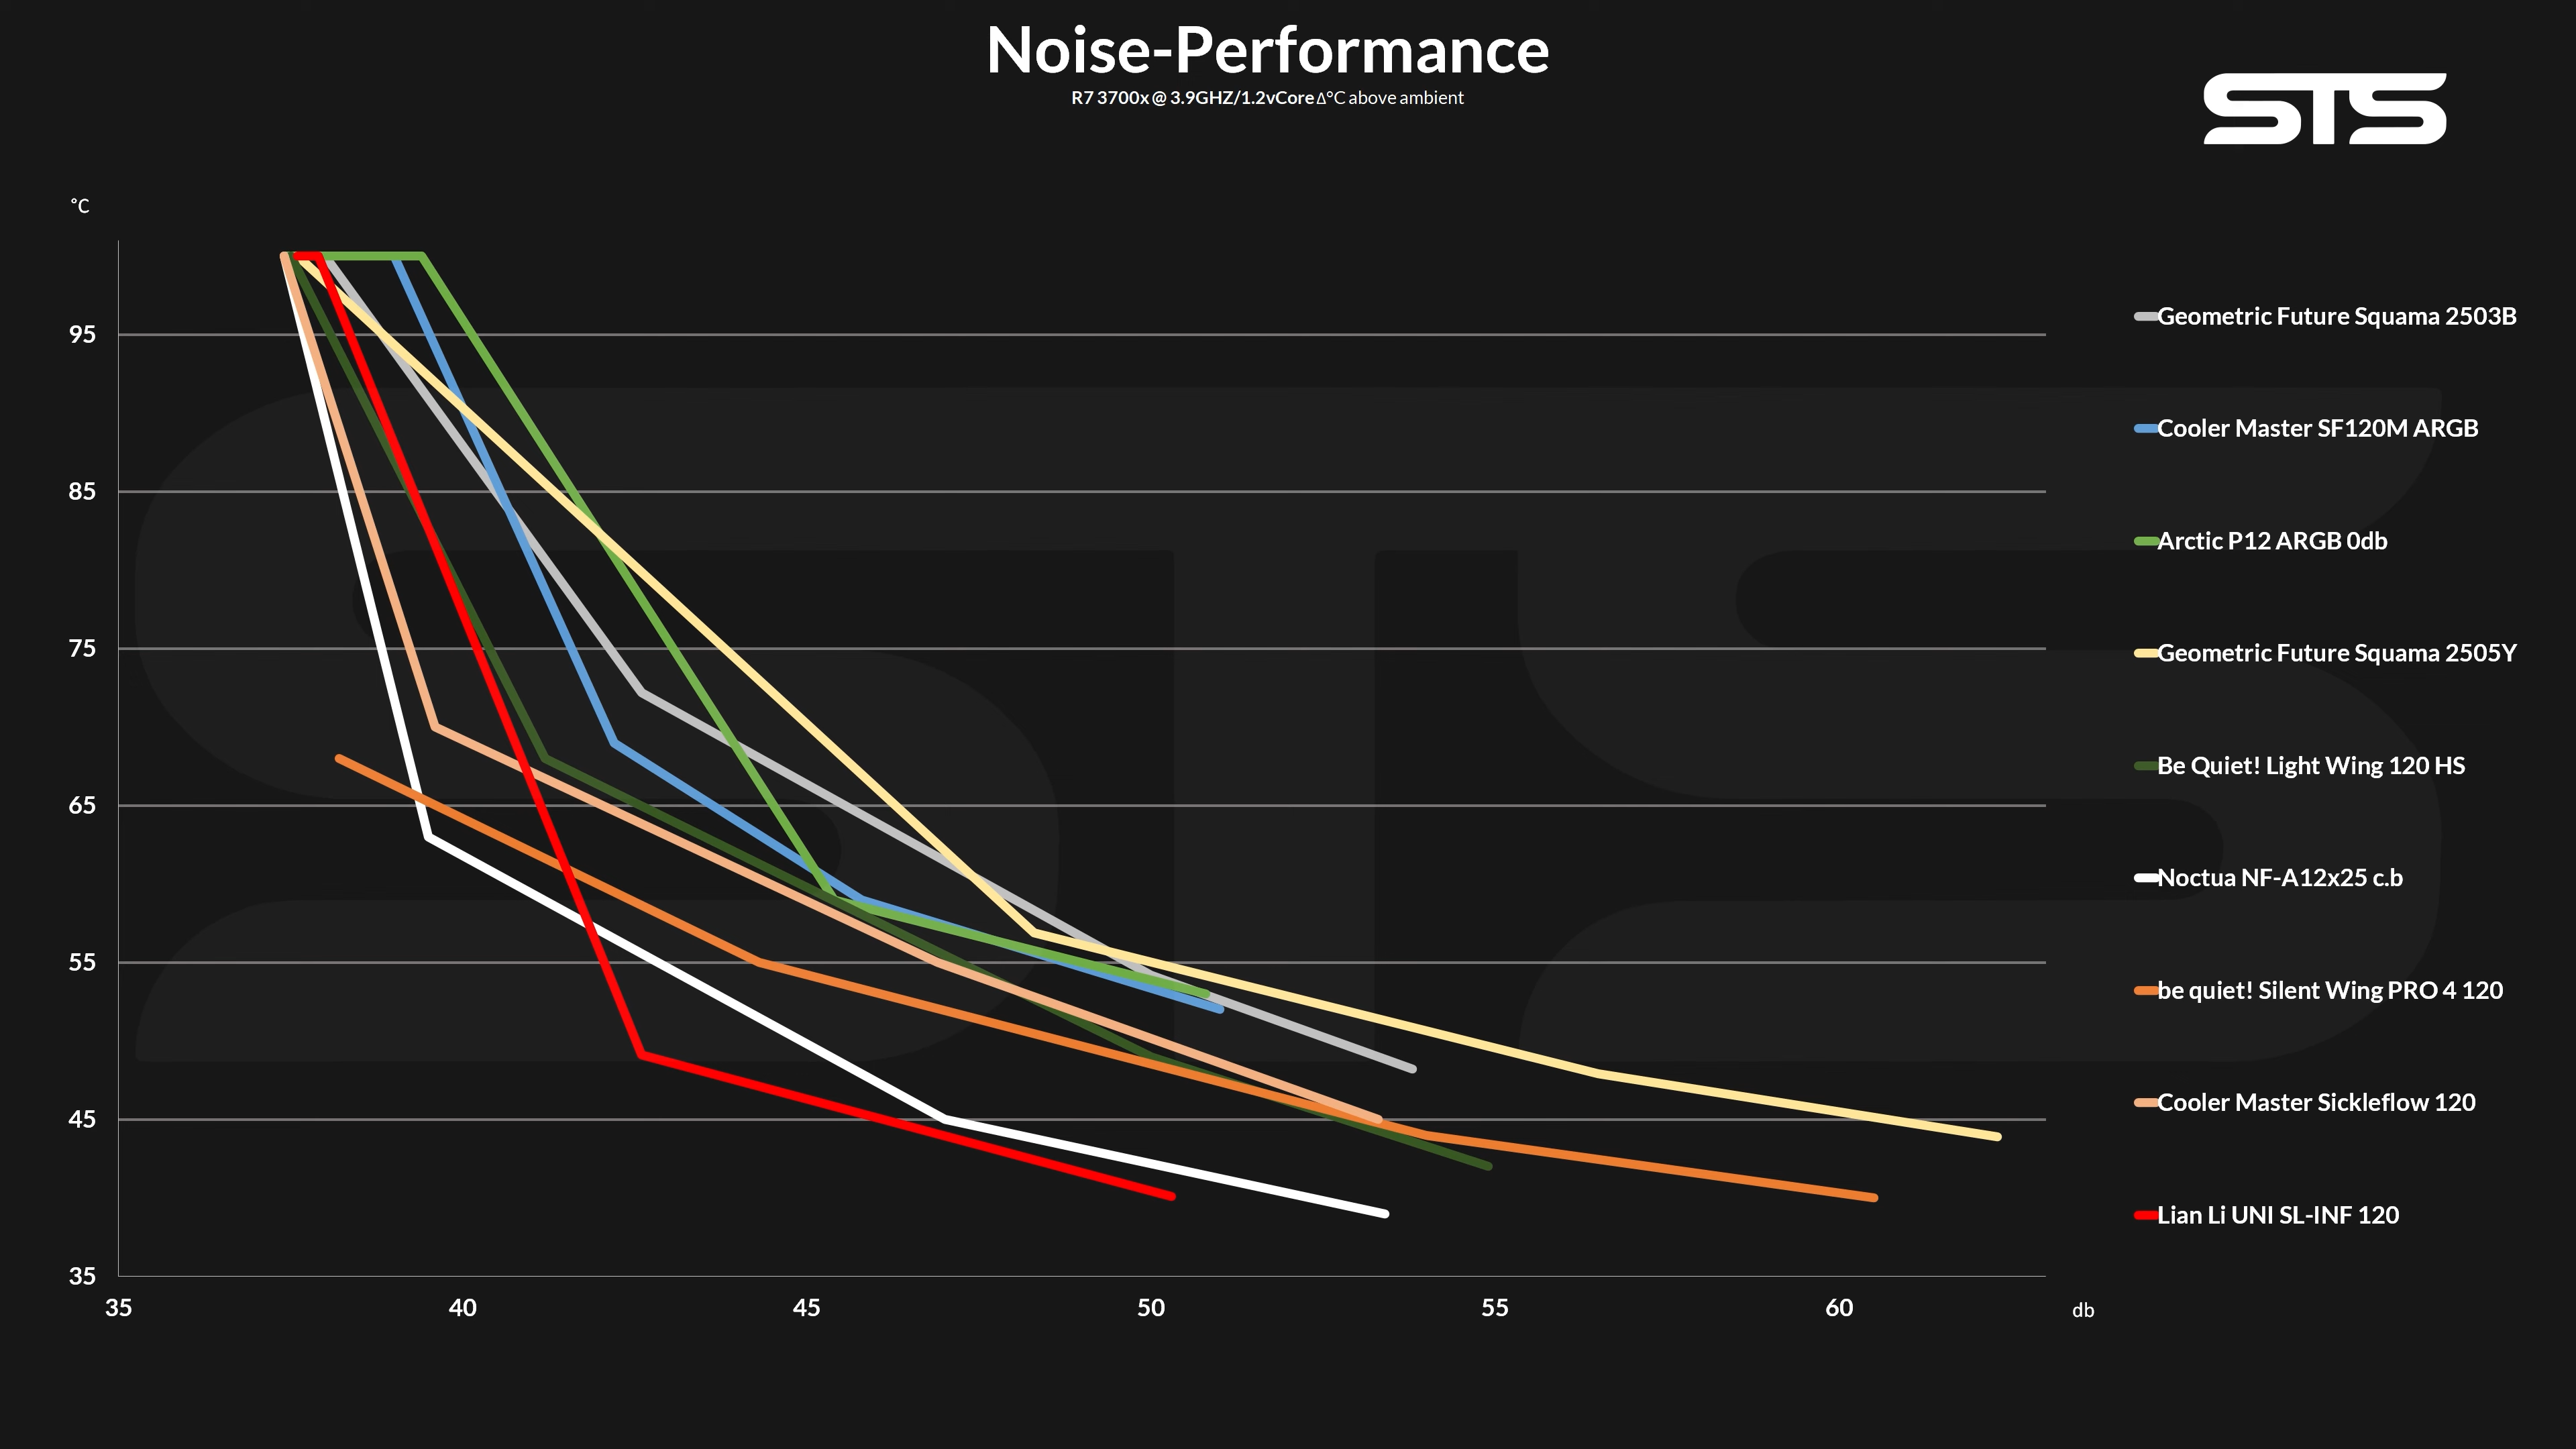 Noise-Performance
R7 3700x @ 3.9GHZ/1.2vCore Δ°C above ambient
STS
°C
95
85
75
65
55
45
35
35 40 45 50 55 60 db
Geometric Future Squama 2503B
Cooler Master SF120M ARGB
Arctic P12 ARGB 0db
Geometric Future Squama 2505Y
Be Quiet! Light Wing 120 HS
Noctua NF-A12x25 c.b
be quiet! Silent Wing PRO 4 120
Cooler Master Sickleflow 120
Lian Li UNI SL-INF 120